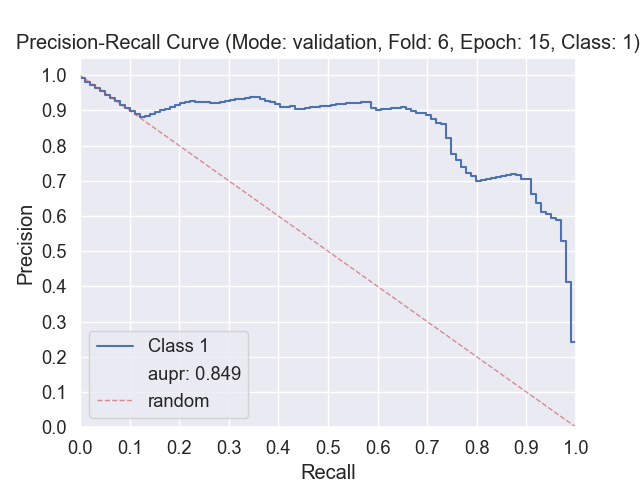 Precision-Recall Curve (Mode: validation, Fold: 6, Epoch: 15, Class: 1)
1.0
0.9
0.8
0.7
0.6
0.5
0.4
0.3
0.2
0.1
0.0
Precision
Class 1
aupr: 0.849
random
0.0 0.1 0.2 0.3 0.4 0.5 0.6 0.7 0.8 0.9 1.0
Recall